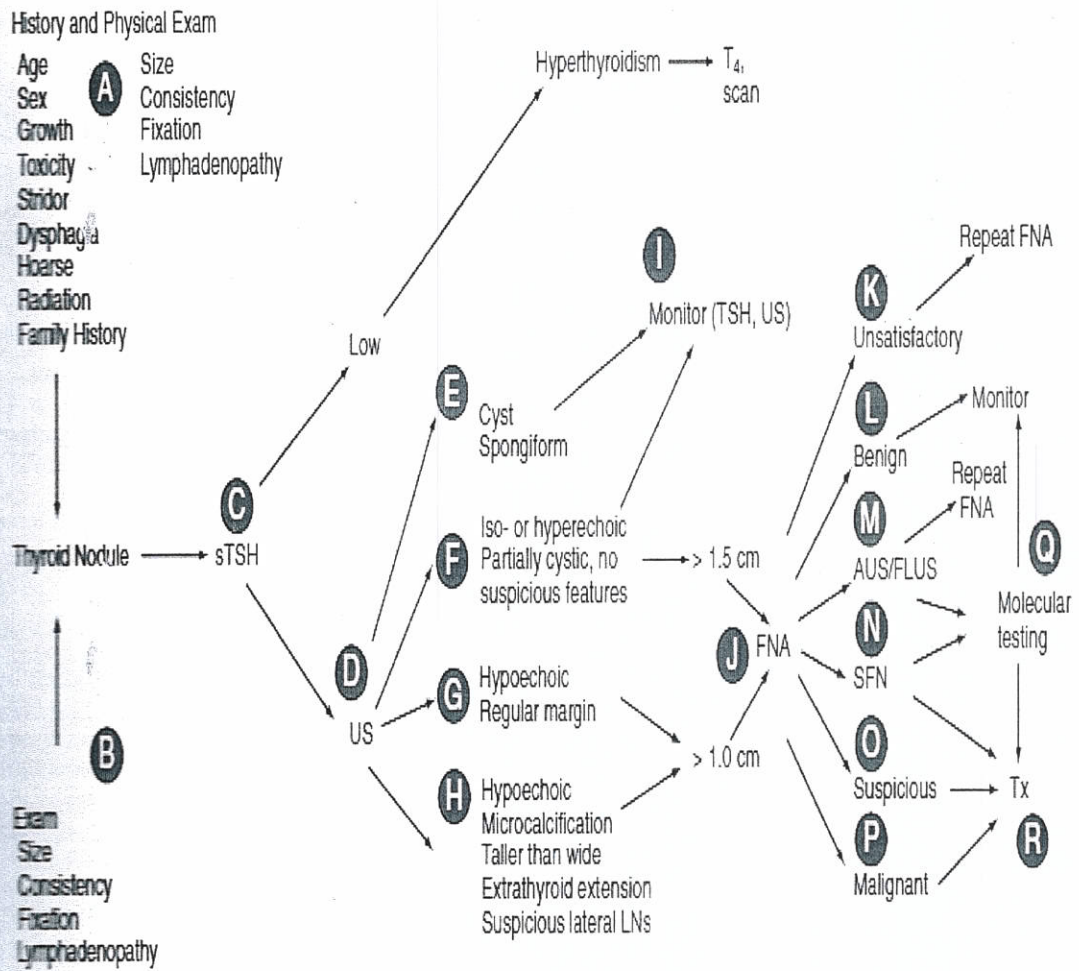 History and Physical Exam
Age
Sex
Growth
Toxicity
Stridor
Dysphagia
Hoarse
Radiation
Family History
A
Size
Consistency
Fixation
Lymphadenopathy
Thyroid Nodule
B
Exam
Size
Consistency
Fixation
Lymphadenopathy
C
sTSH
Low
Hyperthyroidism
T4,
scan
D
US
E
Cyst
Spongiform
F
Iso- or hyperechoic
Partially cystic, no
suspicious features
G
Hypoechoic
Regular margin
H
Hypoechoic
Microcalcification
Taller than wide
Extrathyroid extension
Suspicious lateral LNs
I
Monitor (TSH, US)
> 1.5 cm
> 1.0 cm
J
FNA
K
Unsatisfactory
Repeat FNA
L
Benign
Monitor
M
AUS/FLUS
Repeat
FNA
N
SFN
O
Suspicious
P
Malignant
Q
Molecular
testing
Tx
R